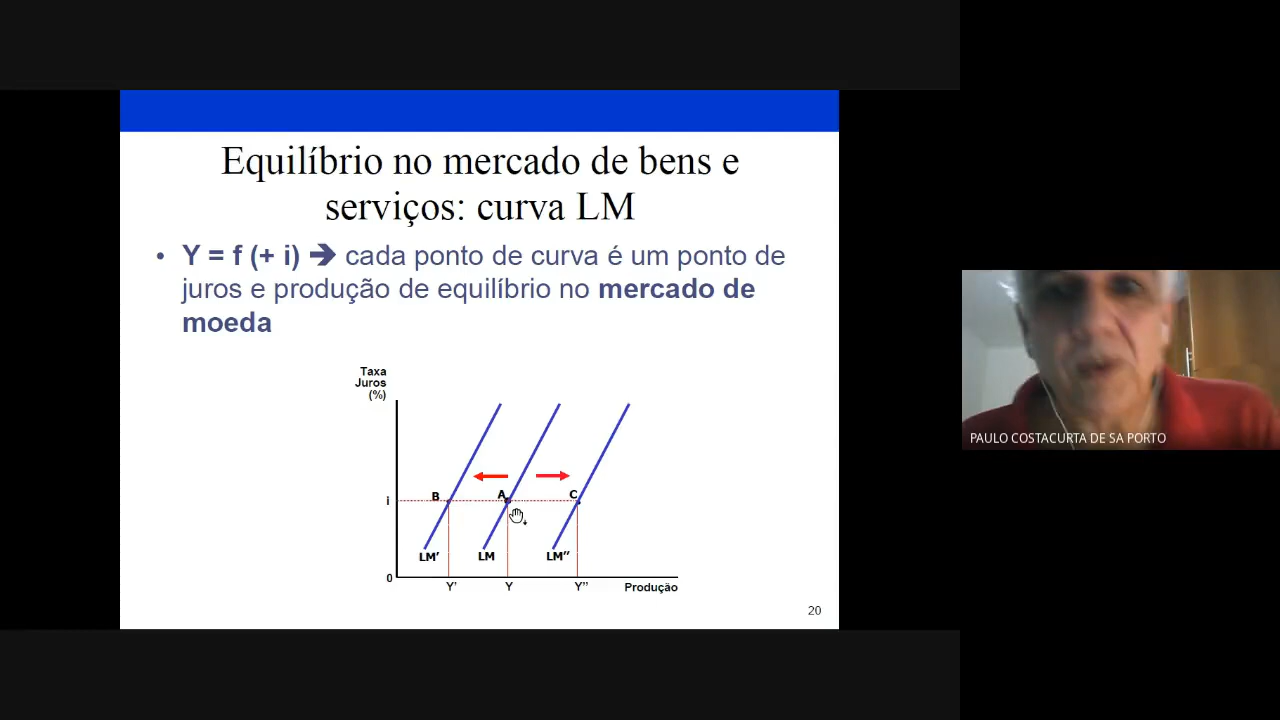 Equilíbrio no mercado de bens e
serviços: curva LM
• Y = f (+ i) ➔ cada ponto de curva é um ponto de
juros e produção de equilíbrio no mercado de
moeda
Taxa
Juros
(%)
B
A
C
i
LM'
LM
LM''
0
Y'
Y
Y''
Produção
20
PAULO COSTACURTA DE SA PORTO